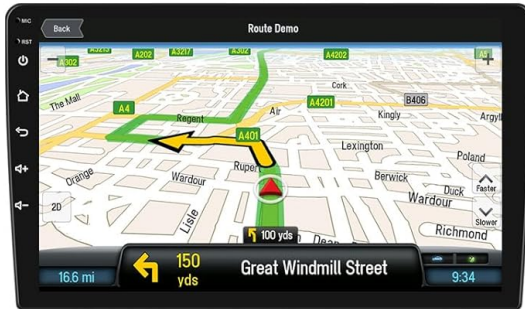 MIC
RST
Back
Route Demo
A3213
A202
A3217
A302
A4202
A302
The Mall
A4
Cork
A4201
B406
Regent
Air
Kingly
Argyll
A401
Lexington
Poland
Orange
Wardour
Rupert
Berwick
Duck
Faster
2D
Wardour
Slower
Lisle
Dean
Richmond
100 yds
16.6 mi
150 yds
Great Windmill Street
9:34